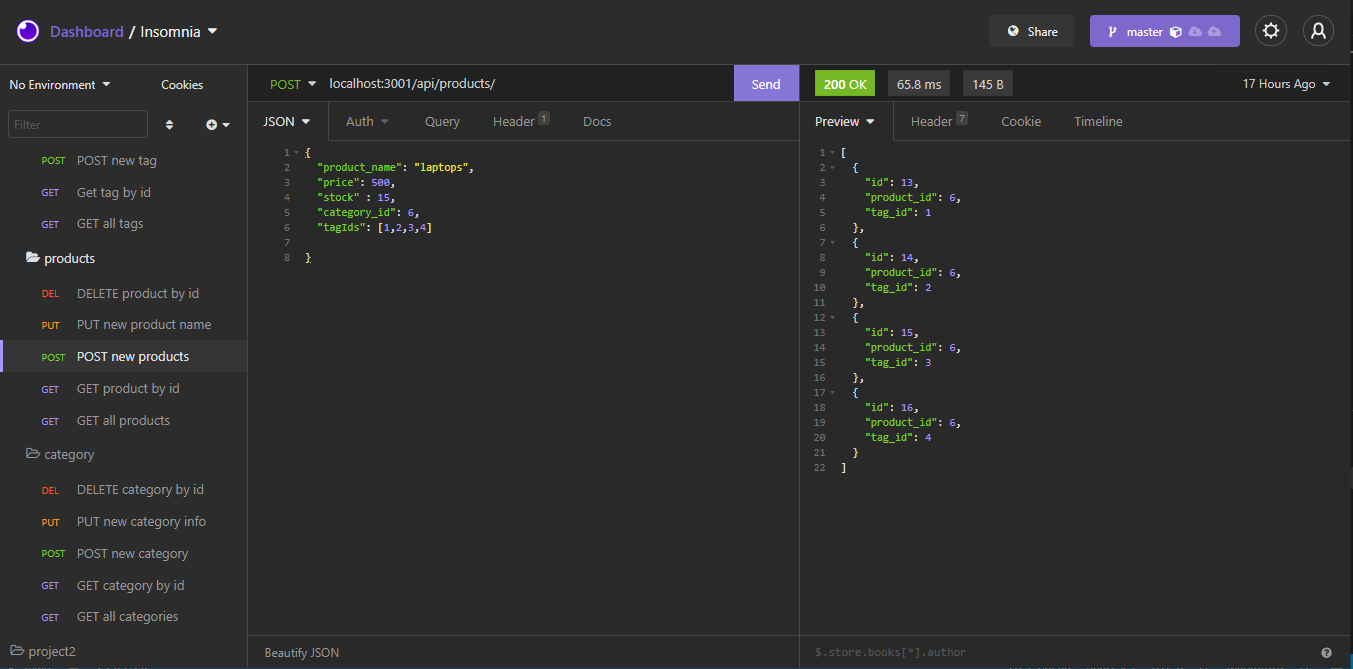 Dashboard / Insomnia
Share
master
No Environment
Cookies
Filter
POST POST new tag
GET Get tag by id
GET GET all tags
products
DEL DELETE product by id
PUT PUT new product name
POST POST new products
GET GET product by id
GET GET all products
category
DEL DELETE category by id
PUT PUT new category info
POST POST new category
GET GET category by id
GET GET all categories
project2
POST localhost:3001/api/products/
Send
JSON Auth Query Header 1 Docs
1 {
2 "product_name": "laptops",
3 "price": 500,
4 "stock" : 15,
5 "category_id": 6,
6 "tagIds": [1,2,3,4]
7
8 }
Beautify JSON
200 OK 65.8 ms 145 B 17 Hours Ago
Preview Header 7 Cookie Timeline
1 [
2 {
3 "id": 13,
4 "product_id": 6,
5 "tag_id": 1
6 },
7 {
8 "id": 14,
9 "product_id": 6,
10 "tag_id": 2
11 },
12 {
13 "id": 15,
14 "product_id": 6,
15 "tag_id": 3
16 },
17 {
18 "id": 16,
19 "product_id": 6,
20 "tag_id": 4
21 }
22 ]
$.store.books[*].author